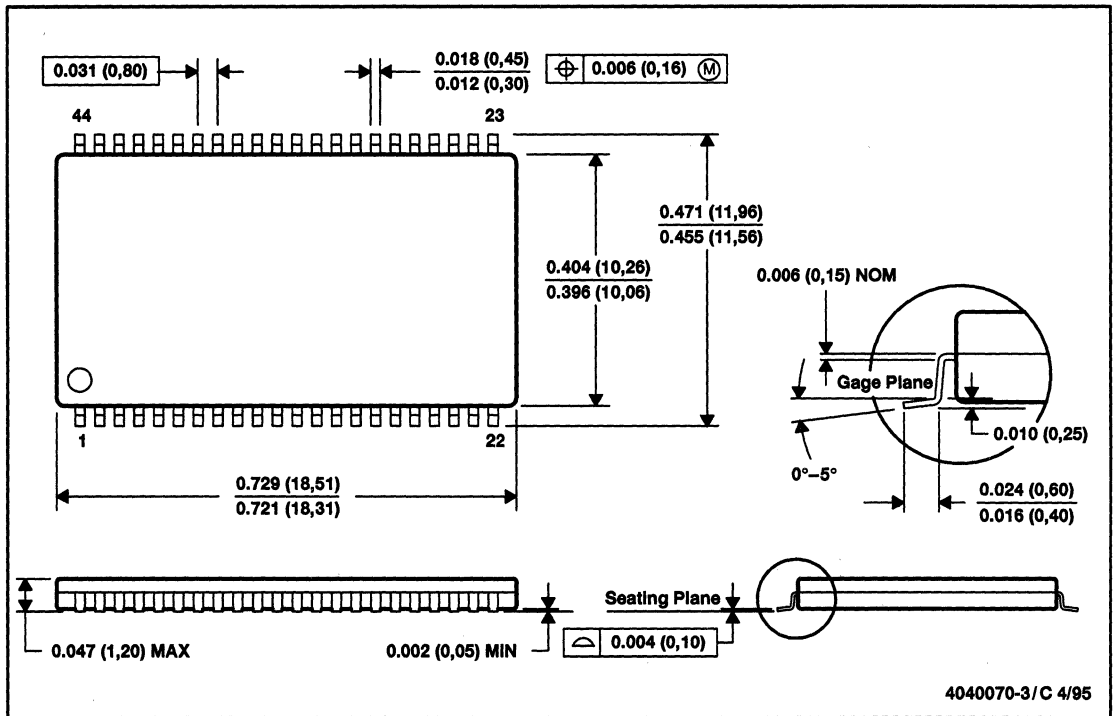 0.031 (0,80)
0.018 (0,45)
0.012 (0,30)
⌖ 0.006 (0,16) Ⓜ
44
23
0.471 (11,96)
0.455 (11,56)
0.404 (10,26)
0.396 (10,06)
0.006 (0,15) NOM
Gage Plane
0.010 (0,25)
0°–5°
1
22
0.729 (18,51)
0.721 (18,31)
0.024 (0,60)
0.016 (0,40)
Seating Plane
0.047 (1,20) MAX
0.002 (0,05) MIN
⌓ 0.004 (0,10)
4040070-3/C 4/95